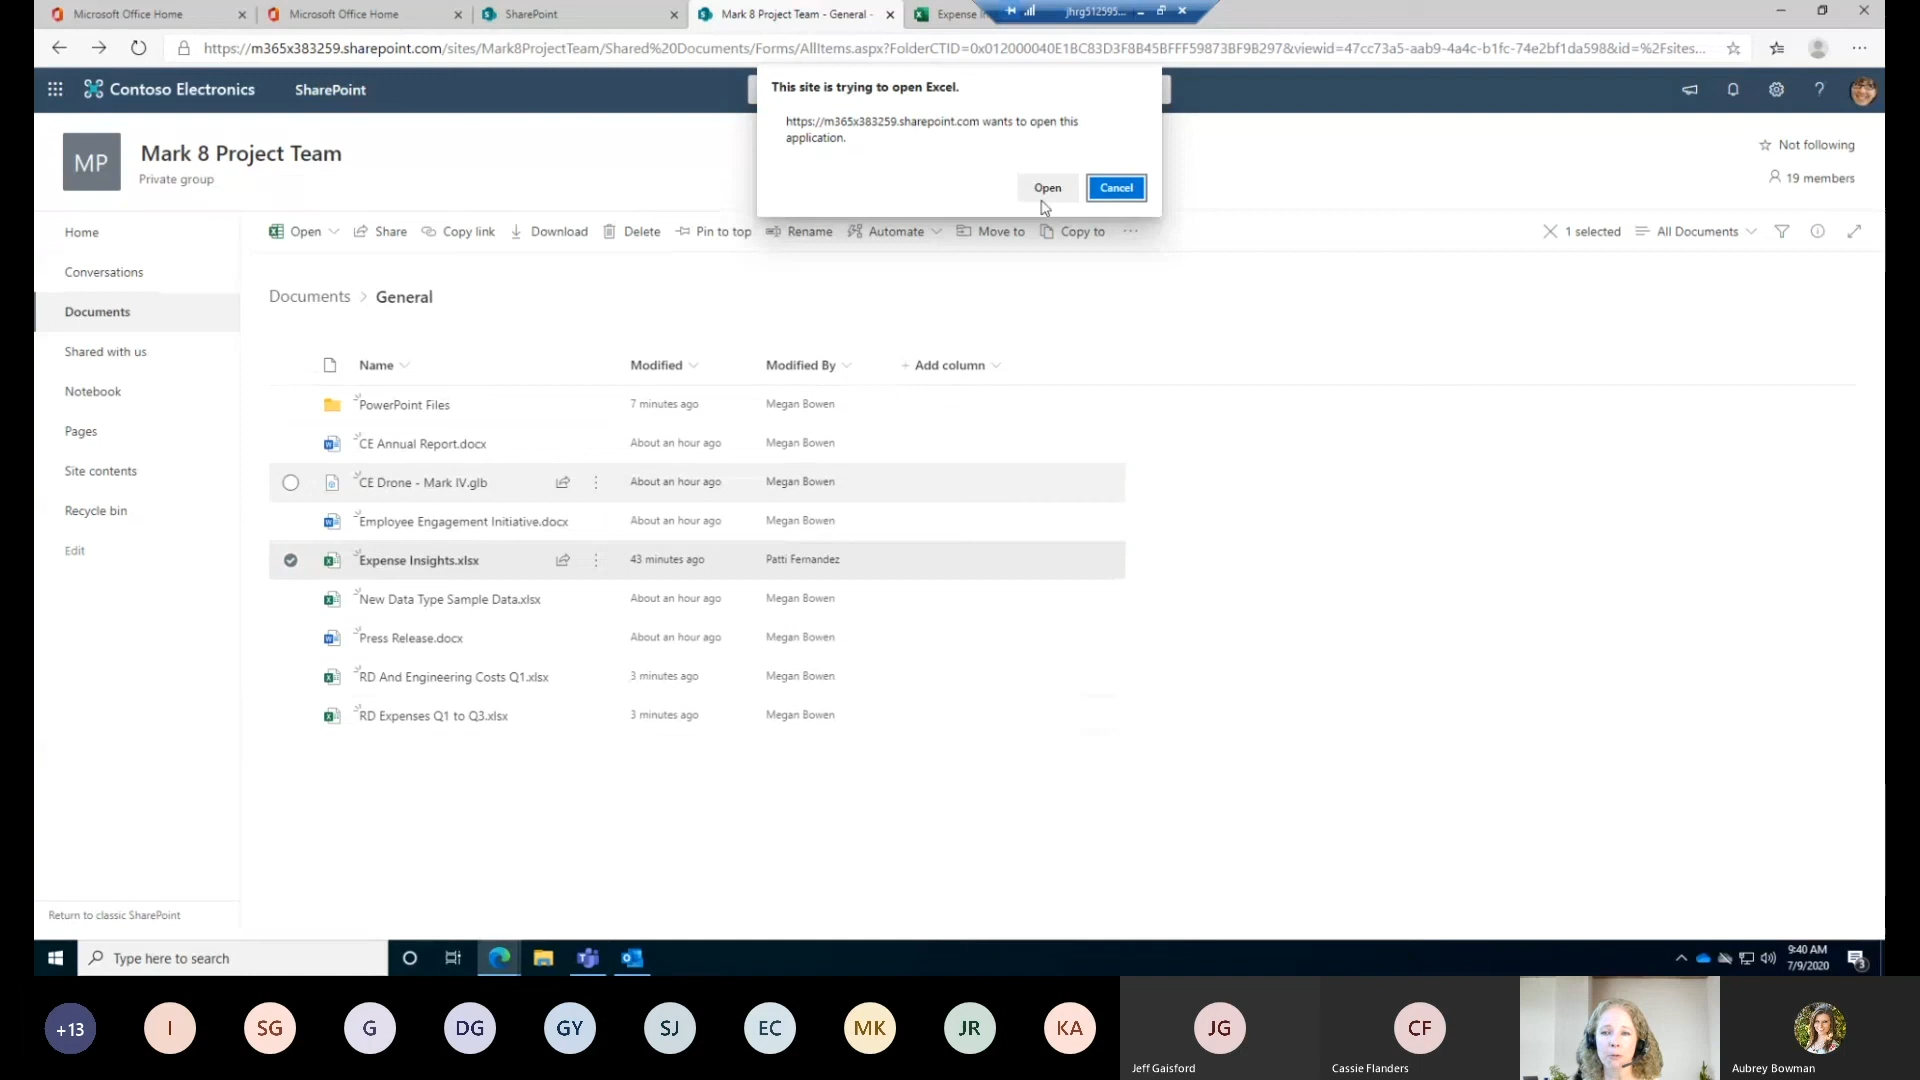 Microsoft Office Home
Microsoft Office Home
SharePoint
Mark 8 Project Team - General -
Expense
jhrg512595...
https://m365x383259.sharepoint.com/sites/Mark8ProjectTeam/Shared%20Documents/Forms/AllItems.aspx?FolderCTID=0x012000040E1BC83D3F8B45BFFF59873BF9B297&viewid=47cc73a5-aab9-4a4c-b1fc-74e2bf1da598&id=%2Fsites...
Contoso Electronics
SharePoint
?
This site is trying to open Excel.
https://m365x383259.sharepoint.com wants to open this
application.
Open
Cancel
MP
Mark 8 Project Team
Private group
Not following
19 members
Open
Share
Copy link
Download
Delete
Pin to top
Rename
Automate
Move to
Copy to
...
1 selected
All Documents
Home
Conversations
Documents
Shared with us
Notebook
Pages
Site contents
Recycle bin
Edit
Return to classic SharePoint
Documents > General
Name
Modified
Modified By
+ Add column
PowerPoint Files
7 minutes ago
Megan Bowen
CE Annual Report.docx
About an hour ago
Megan Bowen
CE Drone - Mark IV.glb
About an hour ago
Megan Bowen
Employee Engagement Initiative.docx
About an hour ago
Megan Bowen
Expense Insights.xlsx
43 minutes ago
Patti Fernandez
New Data Type Sample Data.xlsx
About an hour ago
Megan Bowen
Press Release.docx
About an hour ago
Megan Bowen
RD And Engineering Costs Q1.xlsx
3 minutes ago
Megan Bowen
RD Expenses Q1 to Q3.xlsx
3 minutes ago
Megan Bowen
Type here to search
9:40 AM
7/9/2020
3
+13
I
SG
G
DG
GY
SJ
EC
MK
JR
KA
JG
Jeff Gaisford
CF
Cassie Flanders
Aubrey Bowman